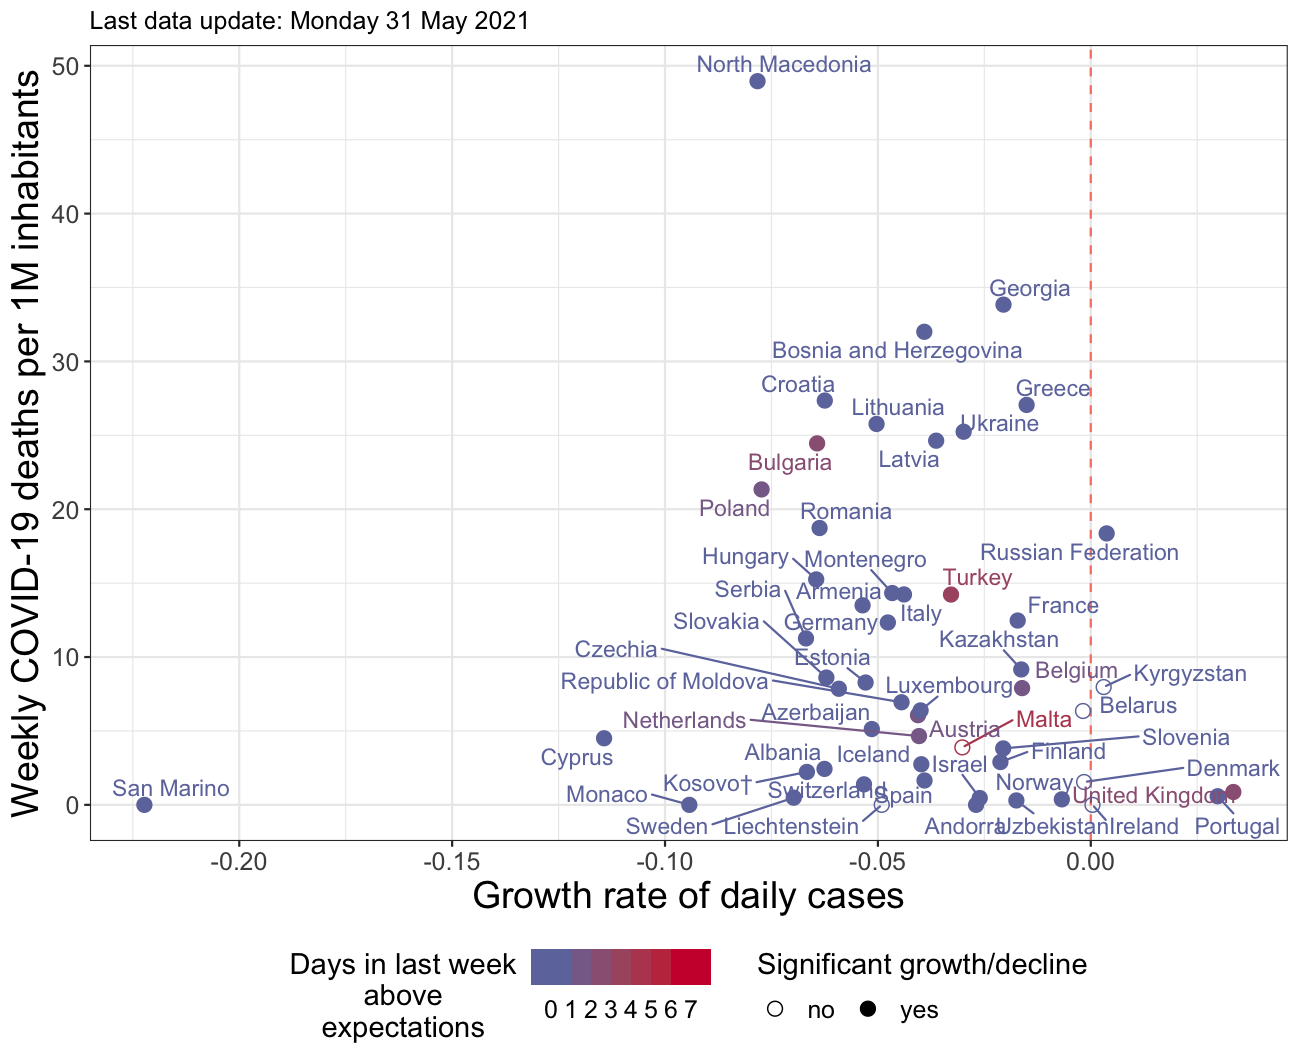 Last data update: Monday 31 May 2021
Weekly COVID-19 deaths per 1M inhabitants
50
40
30
20
10
0
North Macedonia
Georgia
Bosnia and Herzegovina
Croatia
Greece
Lithuania
Ukraine
Latvia
Bulgaria
Poland
Romania
Russian Federation
Hungary
Montenegro
Turkey
Serbia
Armenia
France
Italy
Slovakia
Germany
Kazakhstan
Czechia
Estonia
Belgium
Kyrgyzstan
Republic of Moldova
Luxembourg
Belarus
Azerbaijan
Netherlands
Austria
Malta
Slovenia
Cyprus
Albania
Iceland
Finland
Israel
Denmark
Kosovo†
Norway
San Marino
Switzerland
Monaco
Spain
United Kingdom
Sweden
Liechtenstein
Andorra
Uzbekistan
Ireland
Portugal
-0.20
-0.15
-0.10
-0.05
0.00
Growth rate of daily cases
Days in last week
above
expectations
0 1 2 3 4 5 6 7
Significant growth/decline
no
yes